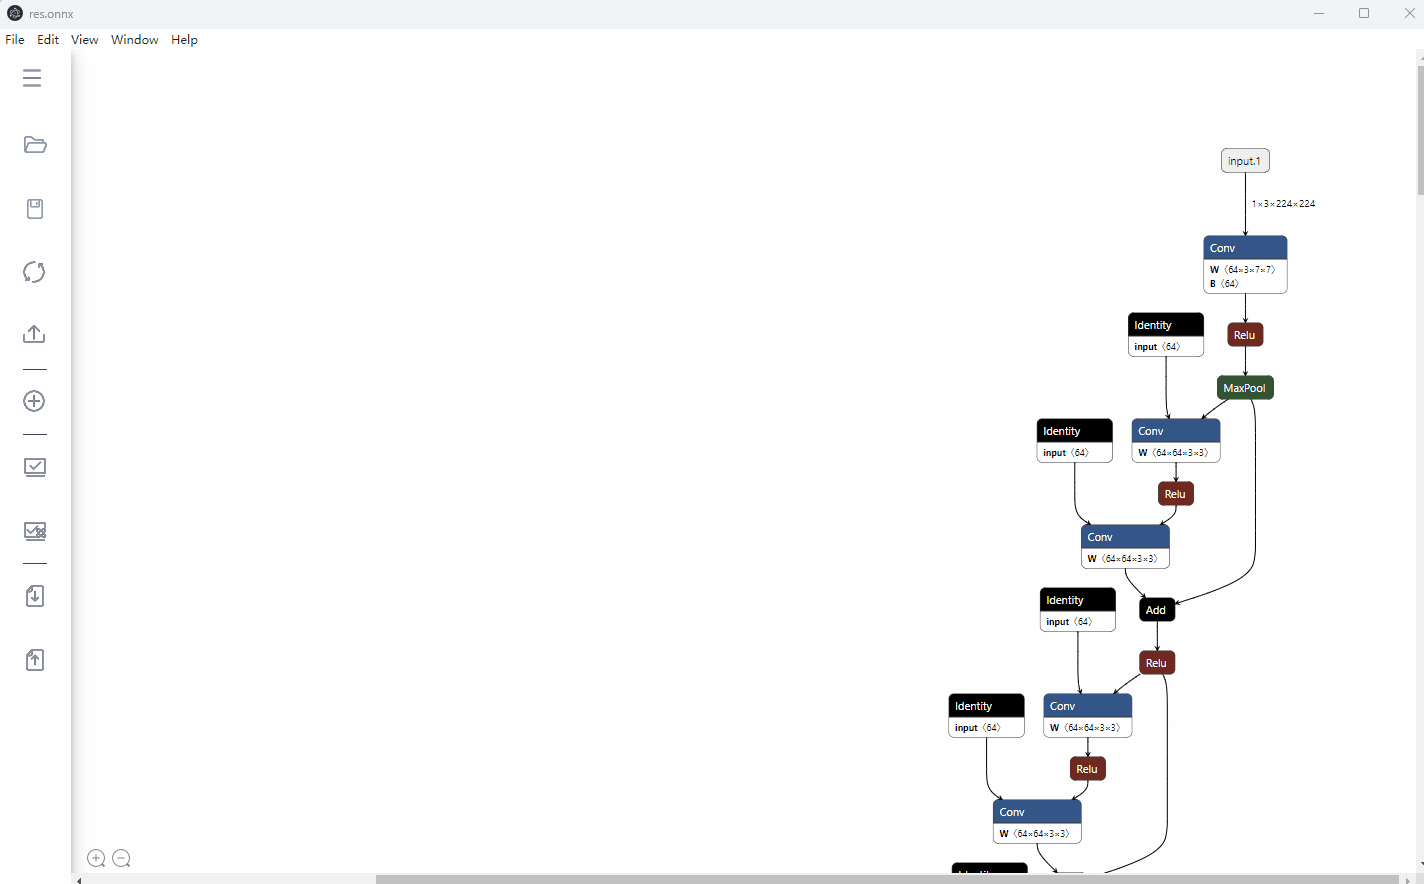 res.onnx
File Edit View Window Help
input.1
1×3×224×224
Conv
W ⟨64×3×7×7⟩
B ⟨64⟩
Identity
input ⟨64⟩
Relu
MaxPool
Identity
input ⟨64⟩
Conv
W ⟨64×64×3×3⟩
Relu
Conv
W ⟨64×64×3×3⟩
Identity
input ⟨64⟩
Add
Relu
Identity
input ⟨64⟩
Conv
W ⟨64×64×3×3⟩
Relu
Conv
W ⟨64×64×3×3⟩